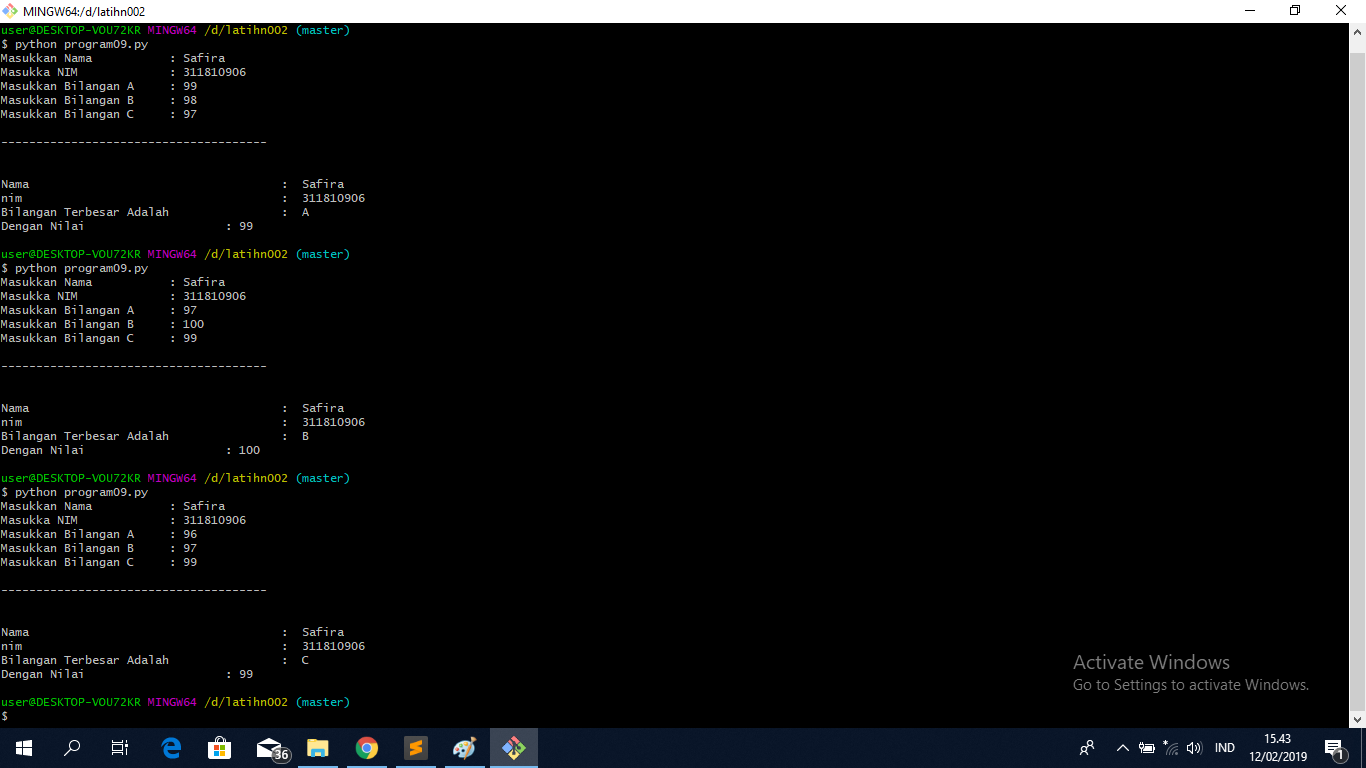 MINGW64:/d/latihn002
user@DESKTOP-VOU72KR MINGW64 /d/latihn002 (master)
$ python program09.py
Masukkan Nama           : Safira
Masukka NIM             : 311810906
Masukkan Bilangan A     : 99
Masukkan Bilangan B     : 98
Masukkan Bilangan C     : 97
--------------------------------------
Nama                                    :  Safira
nim                                     :  311810906
Bilangan Terbesar Adalah                :  A
Dengan Nilai                    : 99
user@DESKTOP-VOU72KR MINGW64 /d/latihn002 (master)
$ python program09.py
Masukkan Nama           : Safira
Masukka NIM             : 311810906
Masukkan Bilangan A     : 97
Masukkan Bilangan B     : 100
Masukkan Bilangan C     : 99
--------------------------------------
Nama                                    :  Safira
nim                                     :  311810906
Bilangan Terbesar Adalah                :  B
Dengan Nilai                    : 100
user@DESKTOP-VOU72KR MINGW64 /d/latihn002 (master)
$ python program09.py
Masukkan Nama           : Safira
Masukka NIM             : 311810906
Masukkan Bilangan A     : 96
Masukkan Bilangan B     : 97
Masukkan Bilangan C     : 99
--------------------------------------
Nama                                    :  Safira
nim                                     :  311810906
Bilangan Terbesar Adalah                :  C
Dengan Nilai                    : 99
user@DESKTOP-VOU72KR MINGW64 /d/latihn002 (master)
$
Activate Windows
Go to Settings to activate Windows.
36
IND
15.43
12/02/2019
1